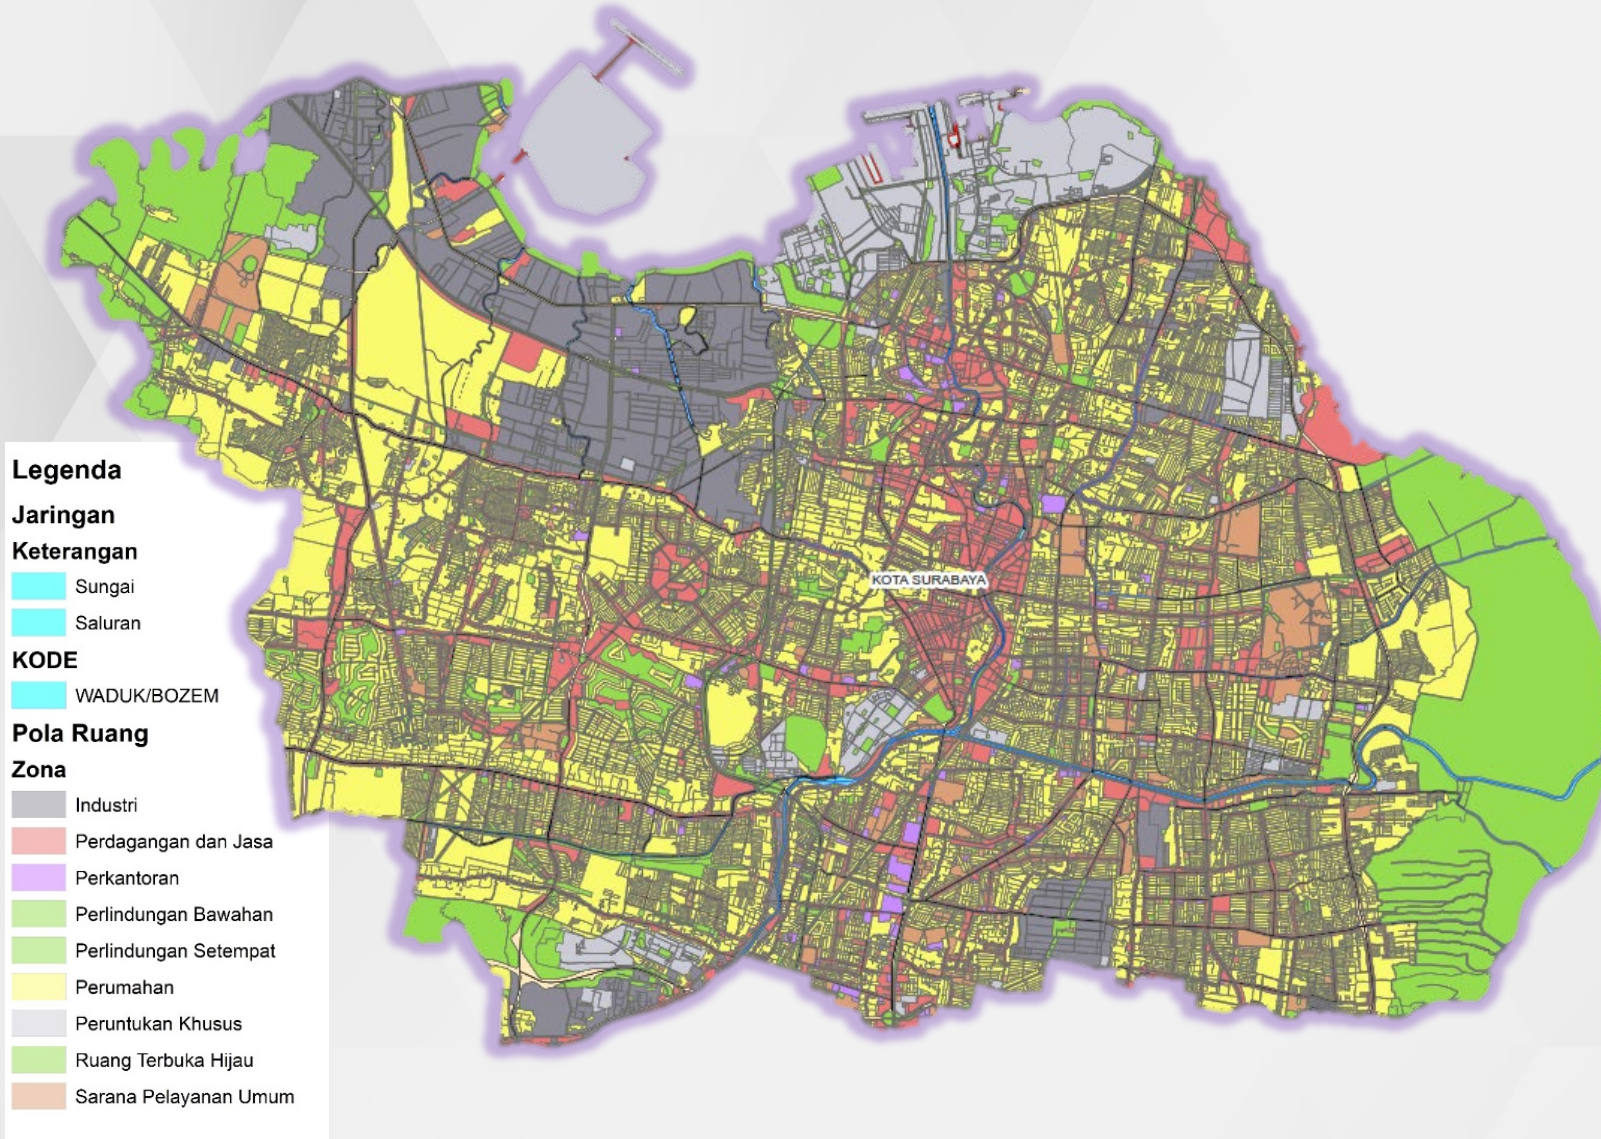 KOTA SURABAYA
Legenda
Jaringan
Keterangan
Sungai
Saluran
KODE
WADUK/BOZEM
Pola Ruang
Zona
Industri
Perdagangan dan Jasa
Perkantoran
Perlindungan Bawahan
Perlindungan Setempat
Perumahan
Peruntukan Khusus
Ruang Terbuka Hijau
Sarana Pelayanan Umum